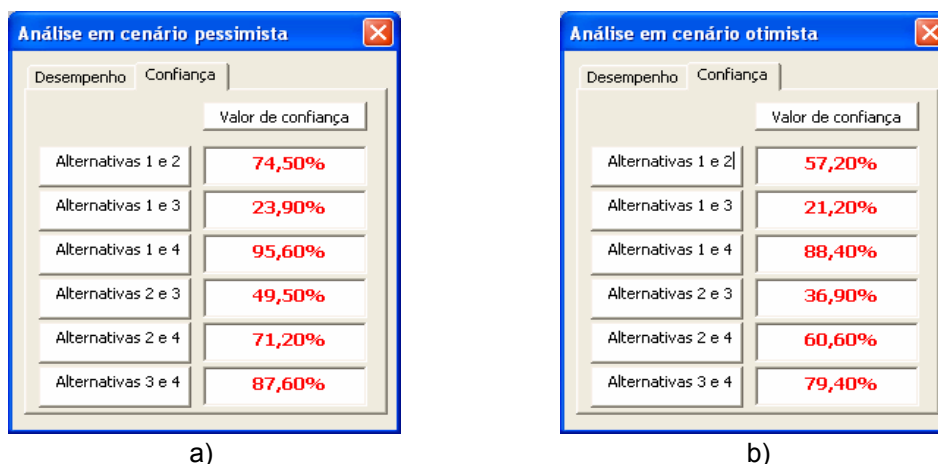 Análise em cenário pessimista
Desempenho Confiança
Valor de confiança
Alternativas 1 e 2 74,50%
Alternativas 1 e 3 23,90%
Alternativas 1 e 4 95,60%
Alternativas 2 e 3 49,50%
Alternativas 2 e 4 71,20%
Alternativas 3 e 4 87,60%
a)
Análise em cenário otimista
Desempenho Confiança
Valor de confiança
Alternativas 1 e 2 57,20%
Alternativas 1 e 3 21,20%
Alternativas 1 e 4 88,40%
Alternativas 2 e 3 36,90%
Alternativas 2 e 4 60,60%
Alternativas 3 e 4 79,40%
b)